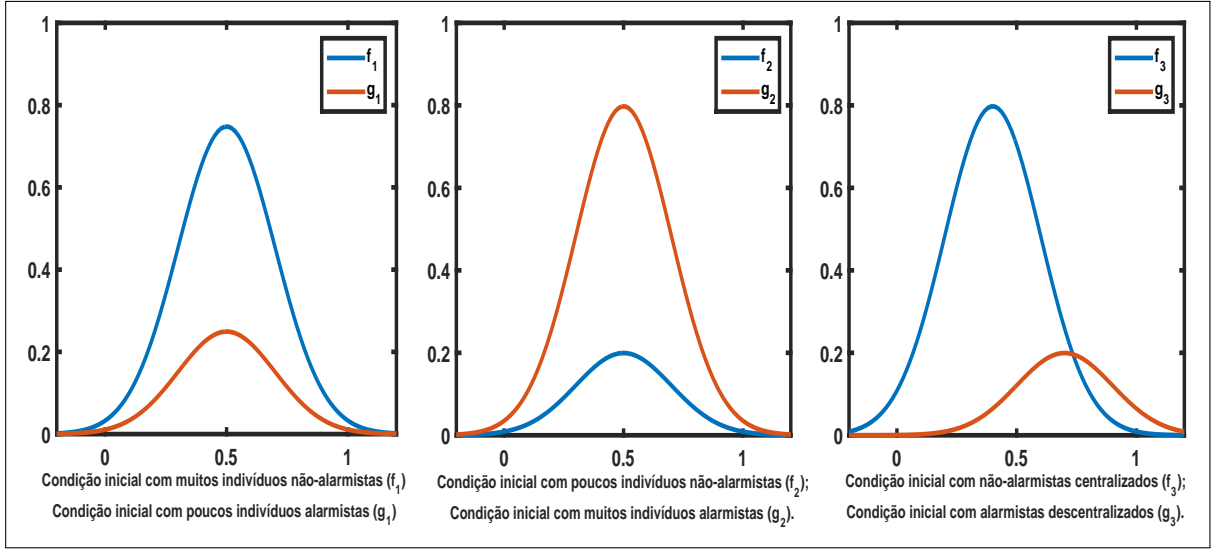 1
0.8
0.6
0.4
0.2
0
0 0.5 1
f1
g1
Condição inicial com muitos indivíduos não-alarmistas (f1)
Condição inicial com poucos indivíduos alarmistas (g1)
1
0.8
0.6
0.4
0.2
0
0 0.5 1
f2
g2
Condição inicial com poucos indivíduos não-alarmistas (f2);
Condição inicial com muitos indivíduos alarmistas (g2).
1
0.8
0.6
0.4
0.2
0
0 0.5 1
f3
g3
Condição inicial com não-alarmistas centralizados (f3);
Condição inicial com alarmistas descentralizados (g3).